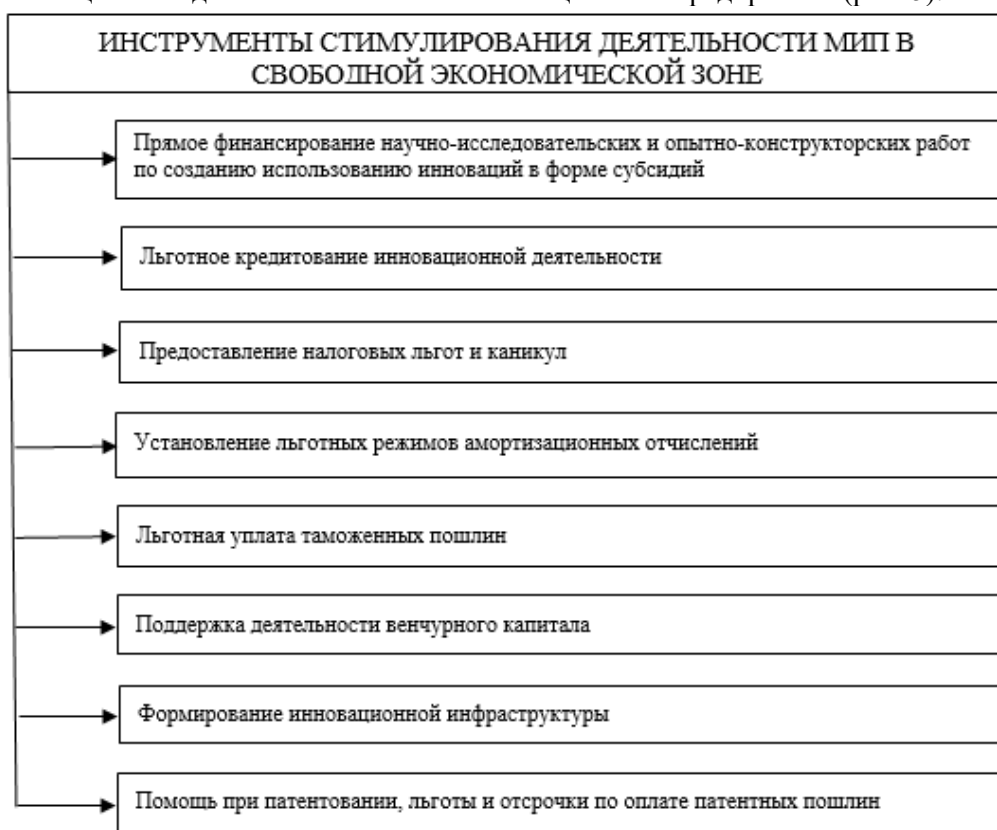 ИНСТРУМЕНТЫ СТИМУЛИРОВАНИЯ ДЕЯТЕЛЬНОСТИ МИП В
СВОБОДНОЙ ЭКОНОМИЧЕСКОЙ ЗОНЕ
Прямое финансирование научно-исследовательских и опытно-конструкторских работ
по созданию использованию инноваций в форме субсидий
Льготное кредитование инновационной деятельности
Предоставление налоговых льгот и каникул
Установление льготных режимов амортизационных отчислений
Льготная уплата таможенных пошлин
Поддержка деятельности венчурного капитала
Формирование инновационной инфраструктуры
Помощь при патентовании, льготы и отсрочки по оплате патентных пошлин